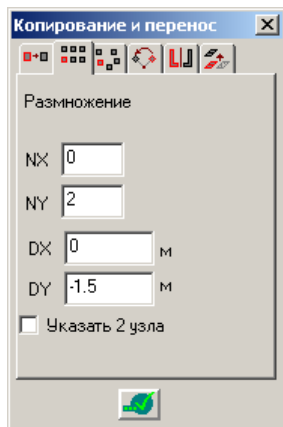 Копирование и перенос
Размножение
NX 0
NY 2
DX 0 м
DY -1.5 м
Указать 2 узла